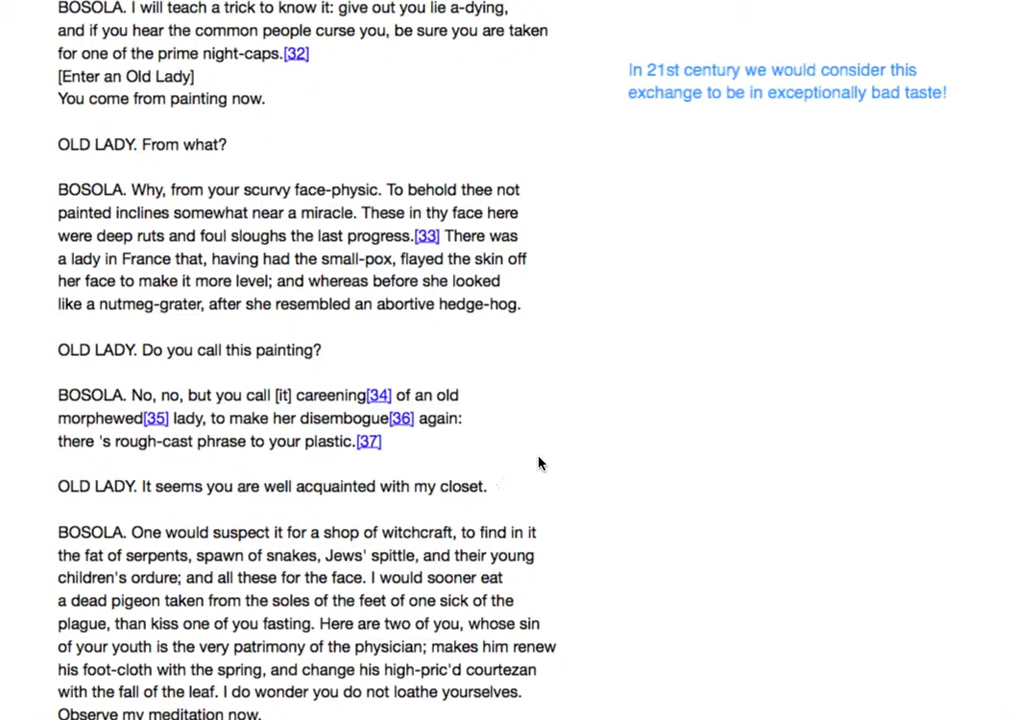 BOSOLA. I will teach a trick to know it: give out you lie a-dying,
and if you hear the common people curse you, be sure you are taken
for one of the prime night-caps.[32]
[Enter an Old Lady]
You come from painting now.
In 21st century we would consider this
exchange to be in exceptionally bad taste!
OLD LADY. From what?
BOSOLA. Why, from your scurvy face-physic. To behold thee not
painted inclines somewhat near a miracle. These in thy face here
were deep ruts and foul sloughs the last progress.[33] There was
a lady in France that, having had the small-pox, flayed the skin off
her face to make it more level; and whereas before she looked
like a nutmeg-grater, after she resembled an abortive hedge-hog.
OLD LADY. Do you call this painting?
BOSOLA. No, no, but you call [it] careening[34] of an old
morphewed[35] lady, to make her disembogue[36] again:
there 's rough-cast phrase to your plastic.[37]
OLD LADY. It seems you are well acquainted with my closet.
BOSOLA. One would suspect it for a shop of witchcraft, to find in it
the fat of serpents, spawn of snakes, Jews' spittle, and their young
children's ordure; and all these for the face. I would sooner eat
a dead pigeon taken from the soles of the feet of one sick of the
plague, than kiss one of you fasting. Here are two of you, whose sin
of your youth is the very patrimony of the physician; makes him renew
his foot-cloth with the spring, and change his high-pric'd courtezan
with the fall of the leaf. I do wonder you do not loathe yourselves.
Observe my meditation now.